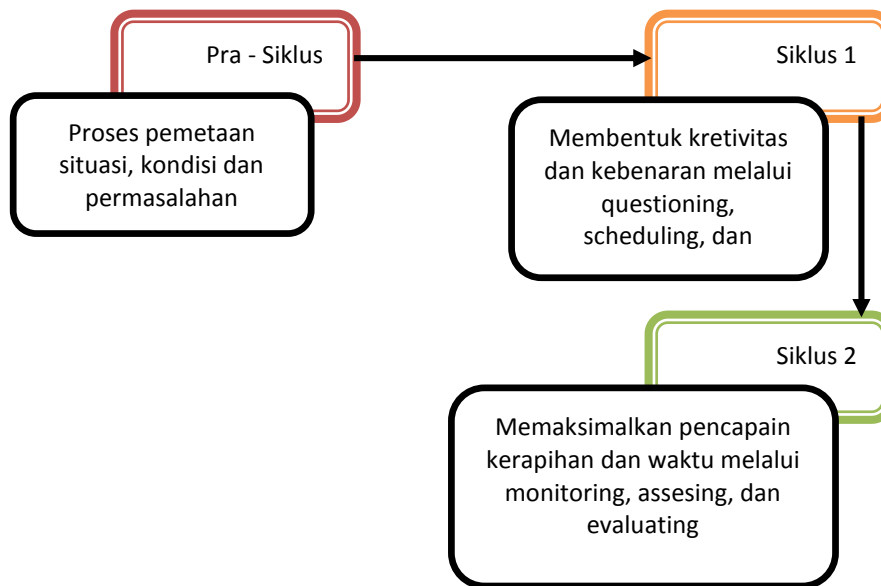 Pra - Siklus
Proses pemetaan
situasi, kondisi dan
permasalahan
Siklus 1
Membentuk kretivitas
dan kebenaran melalui
questioning,
scheduling, dan
Siklus 2
Memaksimalkan pencapain
kerapihan dan waktu melalui
monitoring, assesing, dan
evaluating